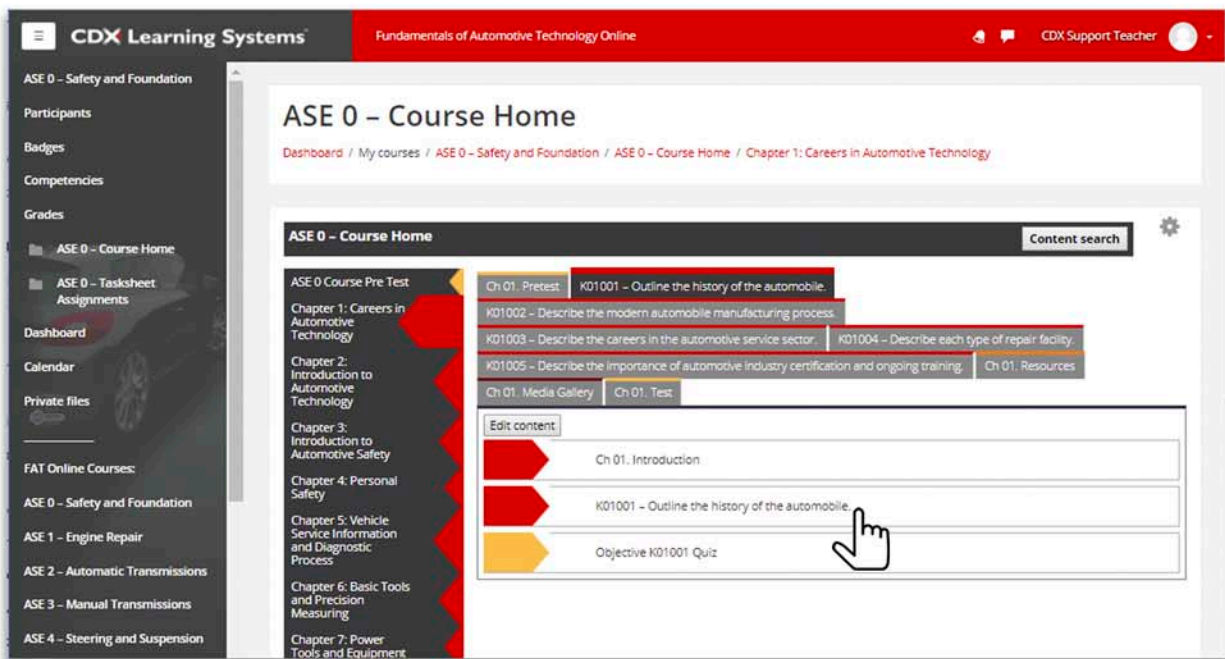 CDX Learning Systems
Fundamentals of Automotive Technology Online
CDX Support Teacher
ASE 0 – Safety and Foundation
Participants
Badges
Competencies
Grades
ASE 0 – Course Home
ASE 0 – Tasksheet
Assignments
Dashboard
Calendar
Private files
FAT Online Courses:
ASE 0 – Safety and Foundation
ASE 1 – Engine Repair
ASE 2 – Automatic Transmissions
ASE 3 – Manual Transmissions
ASE 4 – Steering and Suspension
ASE 0 – Course Home
Dashboard / My courses / ASE 0 – Safety and Foundation / ASE 0 – Course Home / Chapter 1: Careers in Automotive Technology
ASE 0 – Course Home
Content search
ASE 0 Course Pre Test
Chapter 1: Careers in
Automotive
Technology
Chapter 2:
Introduction to
Automotive
Technology
Chapter 3:
Introduction to
Automotive Safety
Chapter 4: Personal
Safety
Chapter 5: Vehicle
Service Information
and Diagnostic
Process
Chapter 6: Basic Tools
and Precision
Measuring
Chapter 7: Power
Tools and Equipment
Ch 01. Pretest
K01001 – Outline the history of the automobile.
K01002 – Describe the modern automobile manufacturing process.
K01003 – Describe the careers in the automotive service sector.
K01004 – Describe each type of repair facility.
K01005 – Describe the importance of automotive industry certification and ongoing training.
Ch 01. Resources
Ch 01. Media Gallery
Ch 01. Test
Edit content
Ch 01. Introduction
K01001 – Outline the history of the automobile.
Objective K01001 Quiz